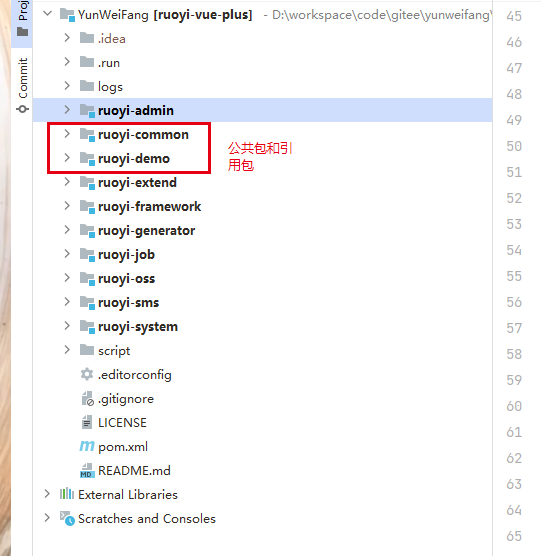 Proj
Commit
YunWeiFang [ruoyi-vue-plus] - D:\workspace\code\gitee\yunweifang\
.idea
.run
logs
ruoyi-admin
ruoyi-common
ruoyi-demo
公共包和引
用包
ruoyi-extend
ruoyi-framework
ruoyi-generator
ruoyi-job
ruoyi-oss
ruoyi-sms
ruoyi-system
script
.editorconfig
.gitignore
LICENSE
pom.xml
README.md
External Libraries
Scratches and Consoles
45
46
47
48
49
50
51
52
53
54
55
56
57
58
59
60
61
62
63
64
65